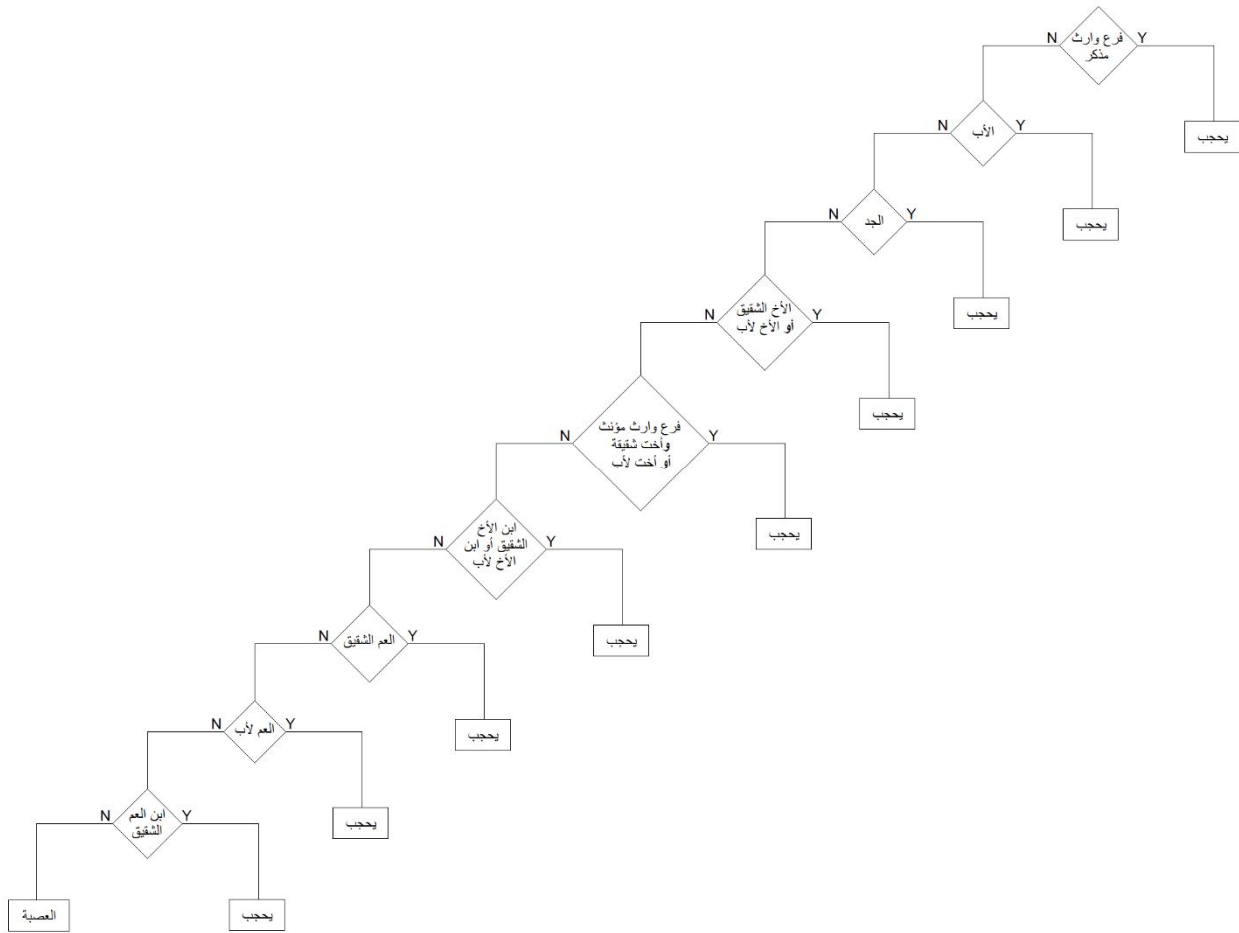 N
فرع وارث
مذكر
Y
N
الأب
Y
يحجب
N
الجد
Y
يحجب
N
الأخ الشقيق
أو الأخ لأب
Y
يحجب
N
فرع وارث مؤنث
وأخت شقيقة
أو أخت لأب
Y
يحجب
N
ابن الأخ
الشقيق أو ابن
الأخ لأب
Y
يحجب
N
العم الشقيق
Y
يحجب
N
العم لأب
Y
يحجب
N
ابن العم
الشقيق
Y
يحجب
العصبة
يحجب